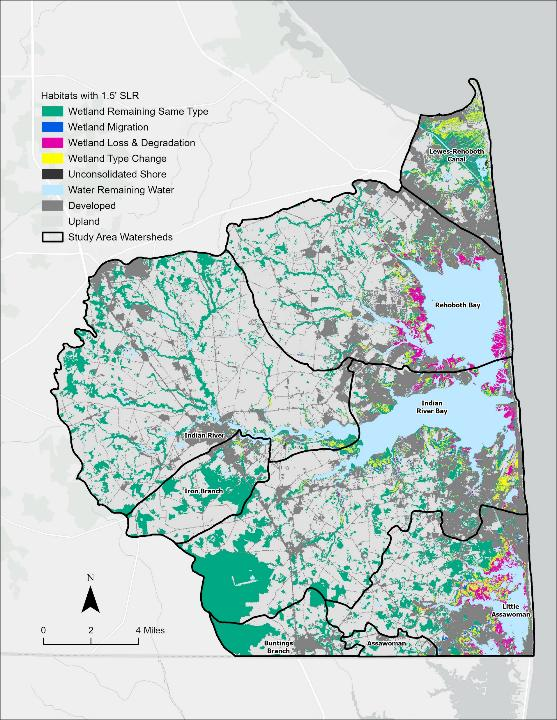 Habitats with 1.5' SLR
Wetland Remaining Same Type
Wetland Migration
Wetland Loss & Degradation
Wetland Type Change
Unconsolidated Shore
Water Remaining Water
Developed
Upland
Study Area Watersheds
Lewes-Rehoboth
Canal
Rehoboth Bay
Indian
River Bay
Indian River
Iron Branch
Little
Assawoman
Buntings
Branch
Assawoman
N
0 2 4 Miles